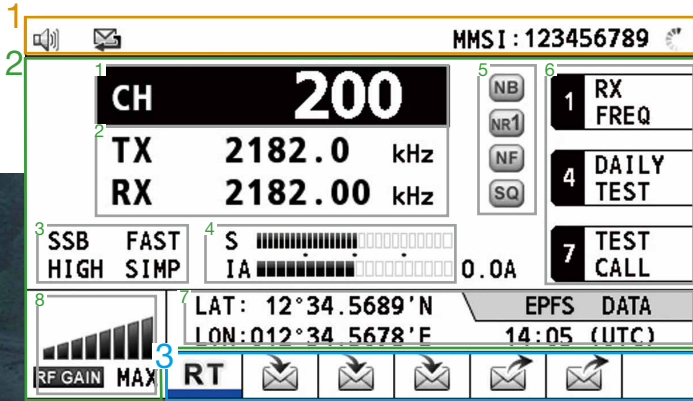 1
MMSI:123456789
2
1
CH 200
2
TX 2182.0 kHz
RX 2182.00 kHz
5
NB
NR1
NF
SQ
6
1 RX FREQ
4 DAILY TEST
7 TEST CALL
3
SSB FAST
HIGH SIMP
4
S
IA 0.0A
7
LAT: 12°34.5689'N EPFS DATA
LON:012°34.5678'E 14:05 (UTC)
8
RF GAIN MAX
3
RT